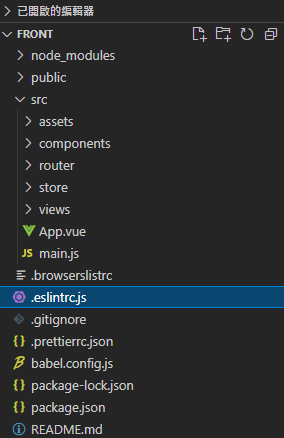 已開啟的編輯器
FRONT
node_modules
public
src
assets
components
router
store
views
App.vue
JS main.js
.browserslistrc
.eslintrc.js
.gitignore
{ } .prettierrc.json
babel.config.js
{ } package-lock.json
{ } package.json
README.md